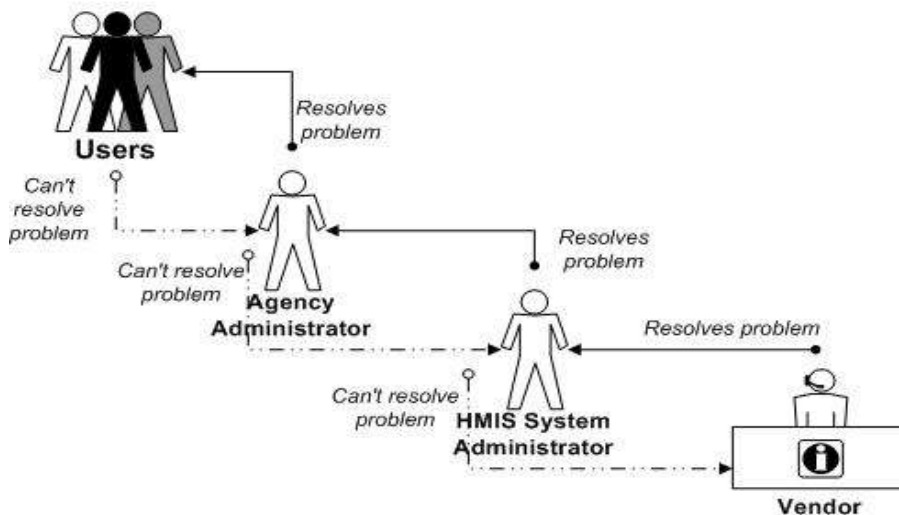 Resolves
problem
Users
Can't
resolve
problem
Resolves
problem
Can't resolve
problem
Agency
Administrator
Resolves problem
Can't resolve
problem
HMIS System
Administrator
i
Vendor